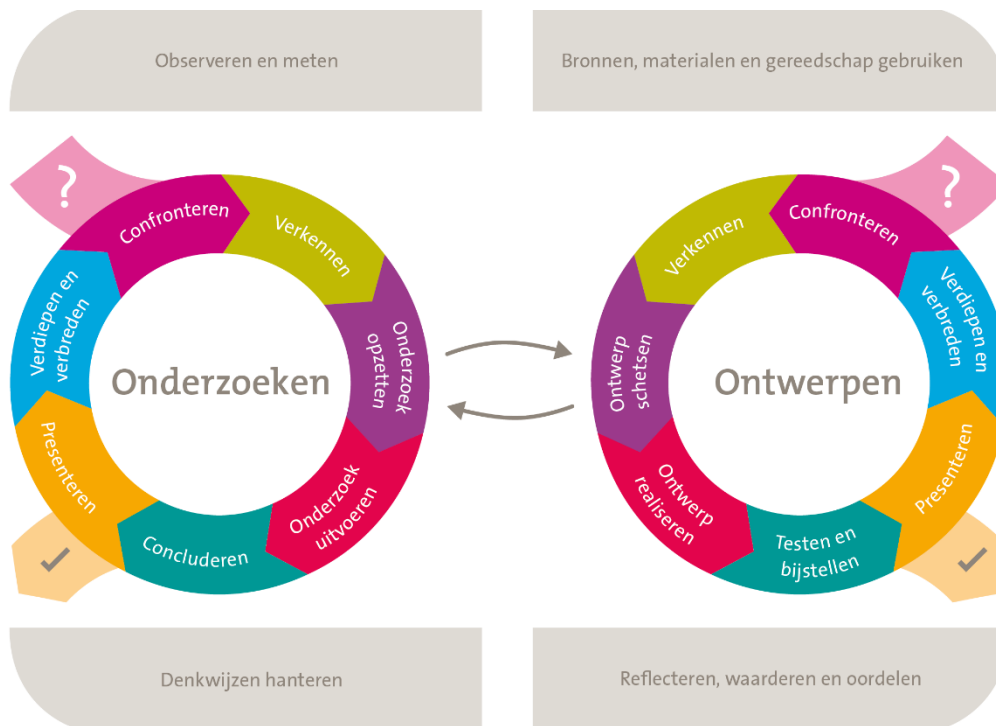 Observeren en meten
Bronnen, materialen en gereedschap gebruiken
?
Confronteren
Verkennen
Onderzoek
opzetten
Onderzoek
uitvoeren
Concluderen
Presenteren
Verdiepen en
verbreden
Onderzoeken
?
Confronteren
Verkennen
Ontwerp
schetsen
Ontwerp
realiseren
Testen en
bijstellen
Presenteren
Verdiepen en
verbreden
Ontwerpen
Denkwijzen hanteren
Reflecteren, waarderen en oordelen